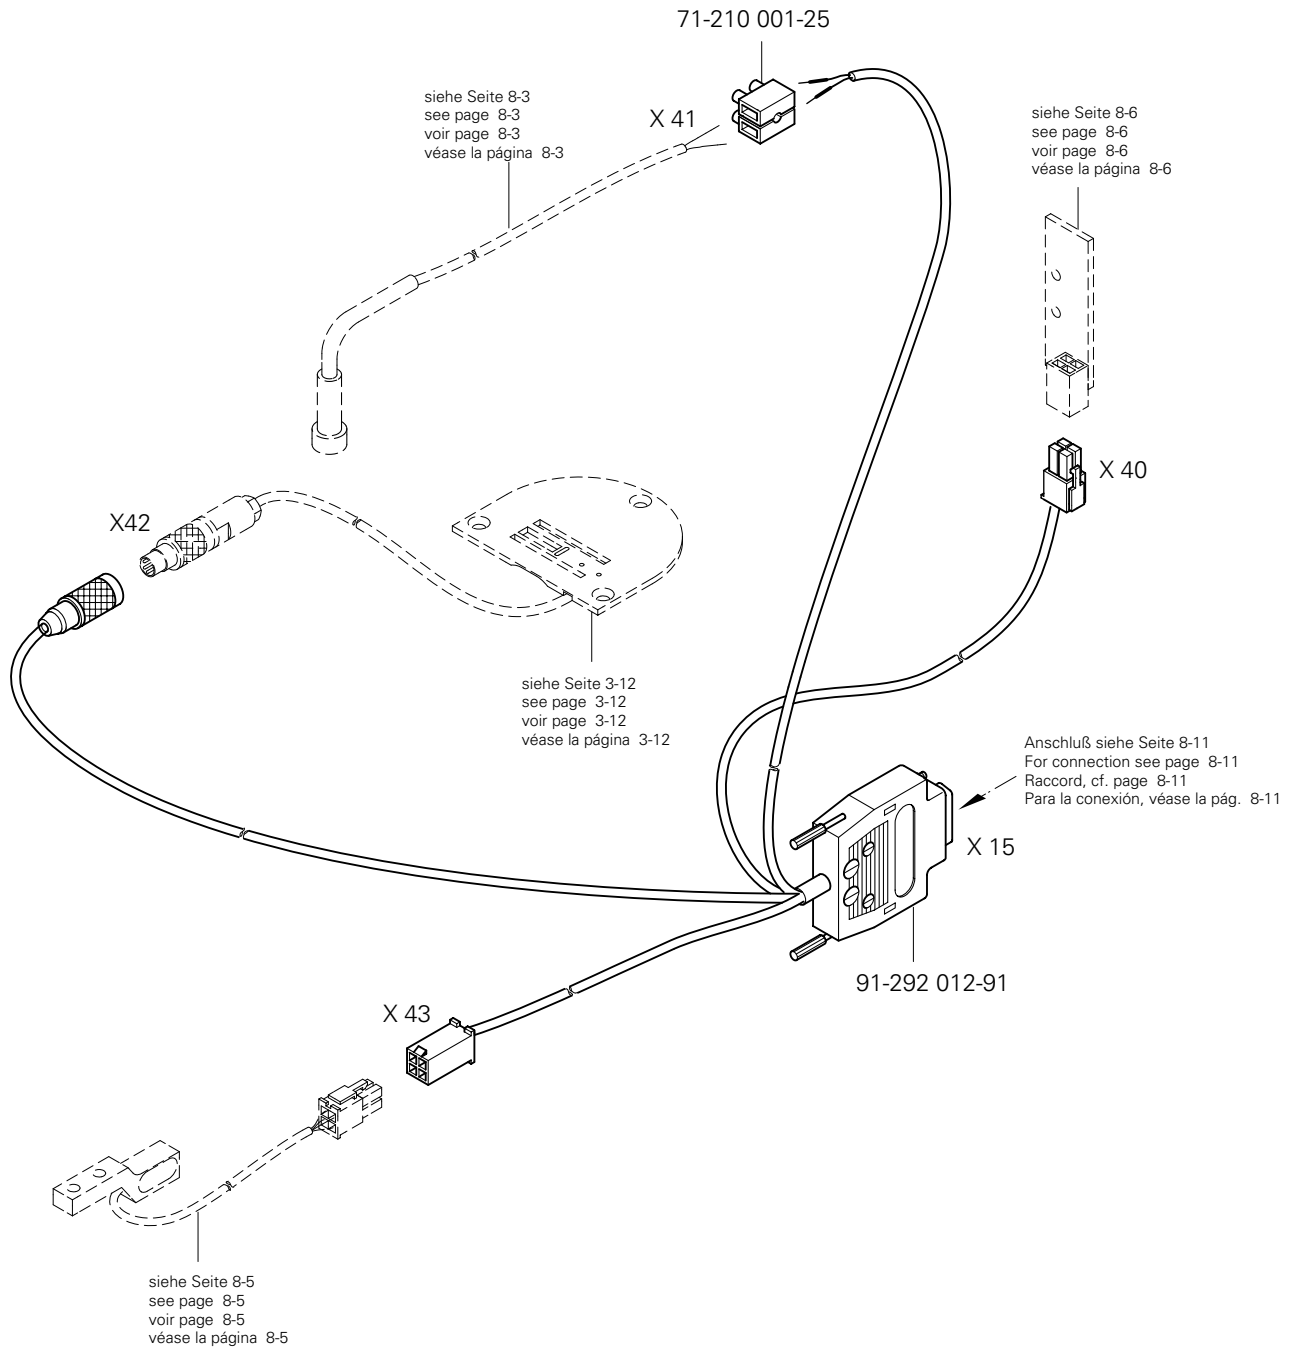 71-210 001-25
siehe Seite 8-3
see page 8-3
voir page 8-3
véase la página 8-3
X 41
siehe Seite 8-6
see page 8-6
voir page 8-6
véase la página 8-6
X 40
X42
siehe Seite 3-12
see page 3-12
voir page 3-12
véase la página 3-12
Anschluß siehe Seite 8-11
For connection see page 8-11
Raccord, cf. page 8-11
Para la conexión, véase la pág. 8-11
X 15
91-292 012-91
X 43
siehe Seite 8-5
see page 8-5
voir page 8-5
véase la página 8-5